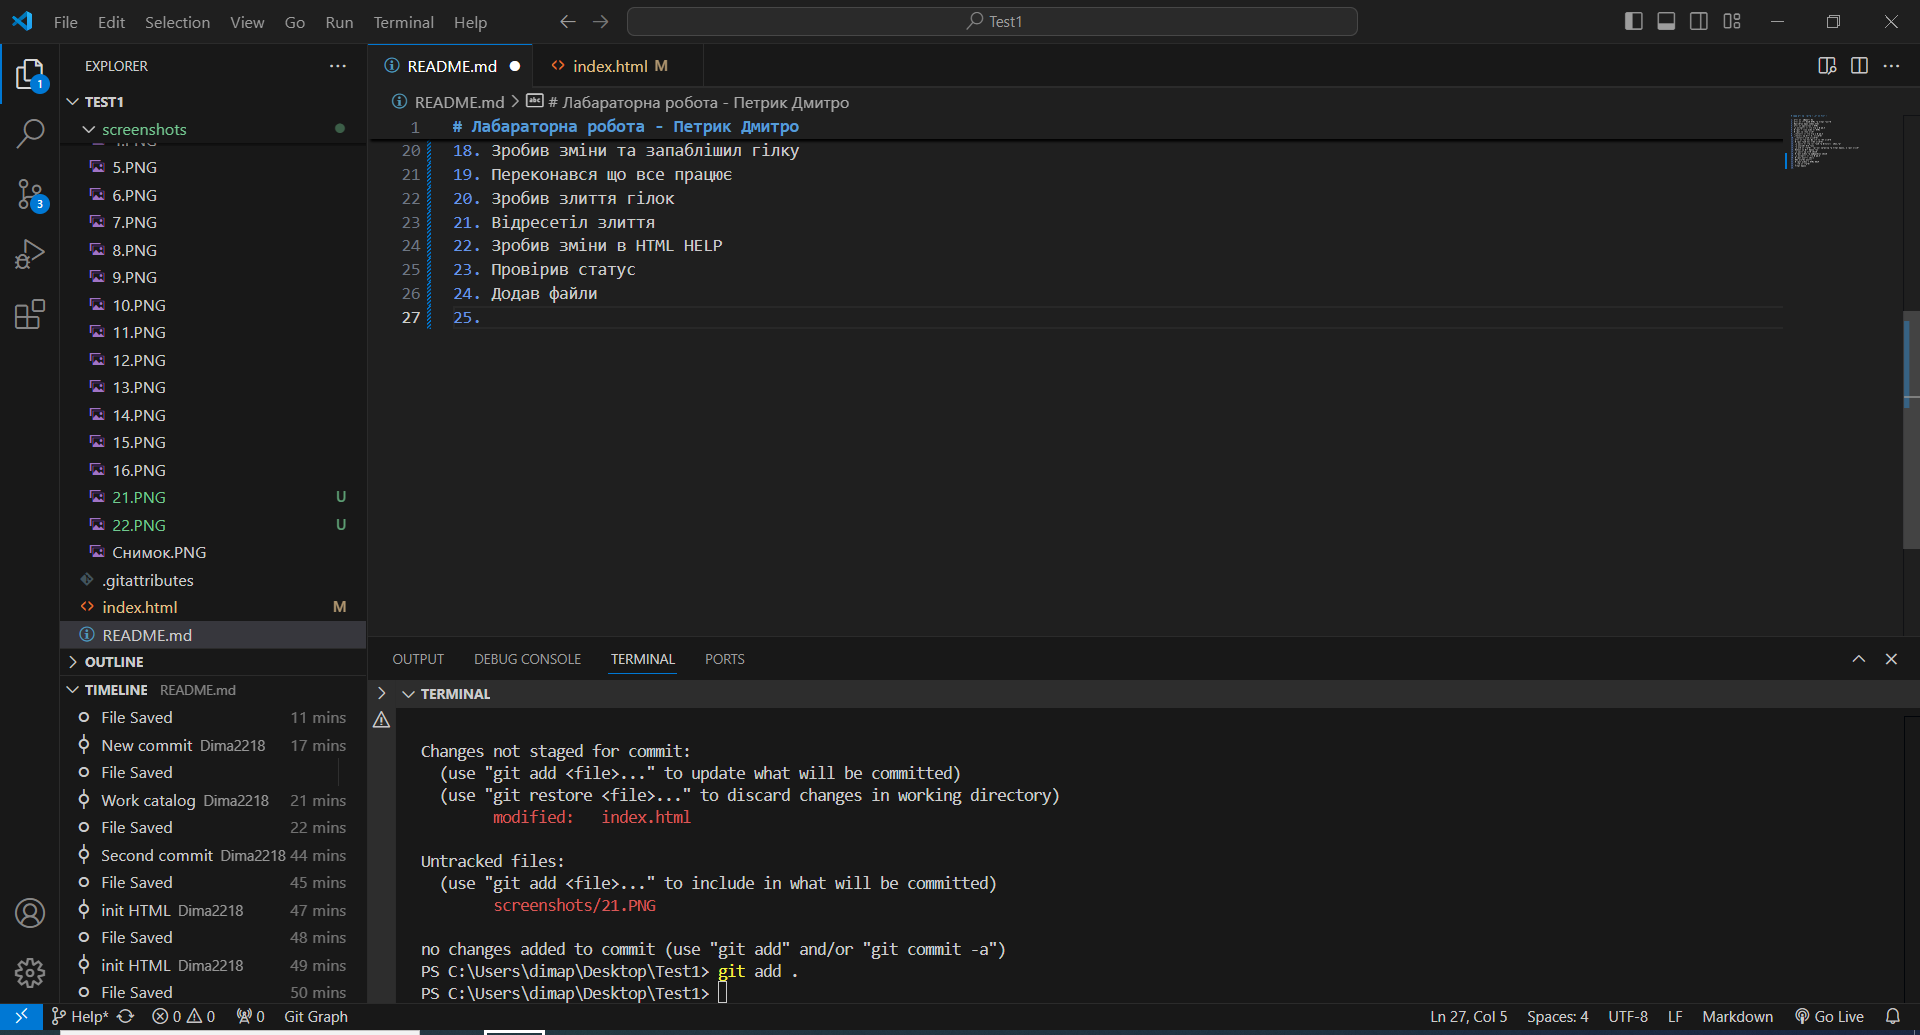 File Edit Selection View Go Run Terminal Help
Test1
EXPLORER
TEST1
screenshots
5.PNG
6.PNG
7.PNG
8.PNG
9.PNG
10.PNG
11.PNG
12.PNG
13.PNG
14.PNG
15.PNG
16.PNG
21.PNG U
22.PNG U
Снимок.PNG
.gitattributes
index.html M
README.md
OUTLINE
TIMELINE README.md
File Saved 11 mins
New commit Dima2218 17 mins
File Saved
Work catalog Dima2218 21 mins
File Saved 22 mins
Second commit Dima2218 44 mins
File Saved 45 mins
init HTML Dima2218 47 mins
File Saved 48 mins
init HTML Dima2218 49 mins
File Saved 50 mins
1
3
README.md
index.html M
README.md > # Лабараторна робота - Петрик Дмитро
1 # Лабараторна робота - Петрик Дмитро
20 18. Зробив зміни та запаблішил гілку
21 19. Переконався що все працює
22 20. Зробив злиття гілок
23 21. Відресетіл злиття
24 22. Зробив зміни в HTML HELP
25 23. Провірив статус
26 24. Додав файли
27 25.
OUTPUT DEBUG CONSOLE TERMINAL PORTS
TERMINAL
Changes not staged for commit:
(use "git add <file>..." to update what will be committed)
(use "git restore <file>..." to discard changes in working directory)
modified: index.html
Untracked files:
(use "git add <file>..." to include in what will be committed)
screenshots/21.PNG
no changes added to commit (use "git add" and/or "git commit -a")
PS C:\Users\dimap\Desktop\Test1> git add .
PS C:\Users\dimap\Desktop\Test1>
Help* 0 0 0 Git Graph
Ln 27, Col 5 Spaces: 4 UTF-8 LF Markdown Go Live